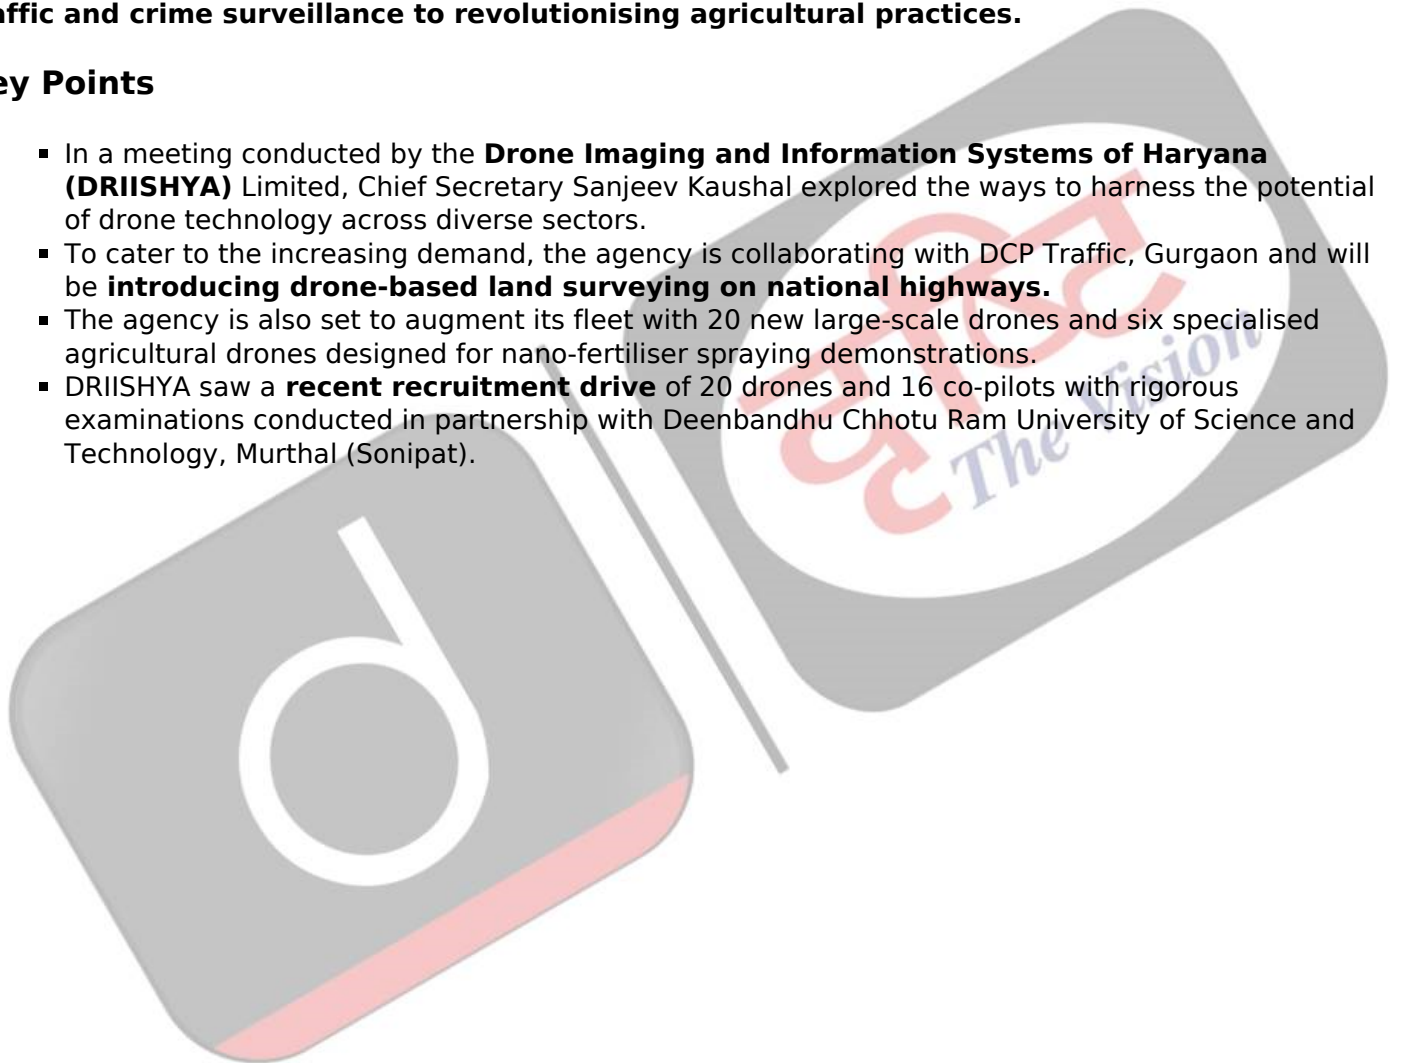 affic and crime surveillance to revolutionising agricultural practices.
ey Points
▪ In a meeting conducted by the Drone Imaging and Information Systems of Haryana
(DRIISHYA) Limited, Chief Secretary Sanjeev Kaushal explored the ways to harness the potential
of drone technology across diverse sectors.
▪ To cater to the increasing demand, the agency is collaborating with DCP Traffic, Gurgaon and will
be introducing drone-based land surveying on national highways.
▪ The agency is also set to augment its fleet with 20 new large-scale drones and six specialised
agricultural drones designed for nano-fertiliser spraying demonstrations.
▪ DRIISHYA saw a recent recruitment drive of 20 drones and 16 co-pilots with rigorous
examinations conducted in partnership with Deenbandhu Chhotu Ram University of Science and
Technology, Murthal (Sonipat).
दृष्टि
The Vision
d